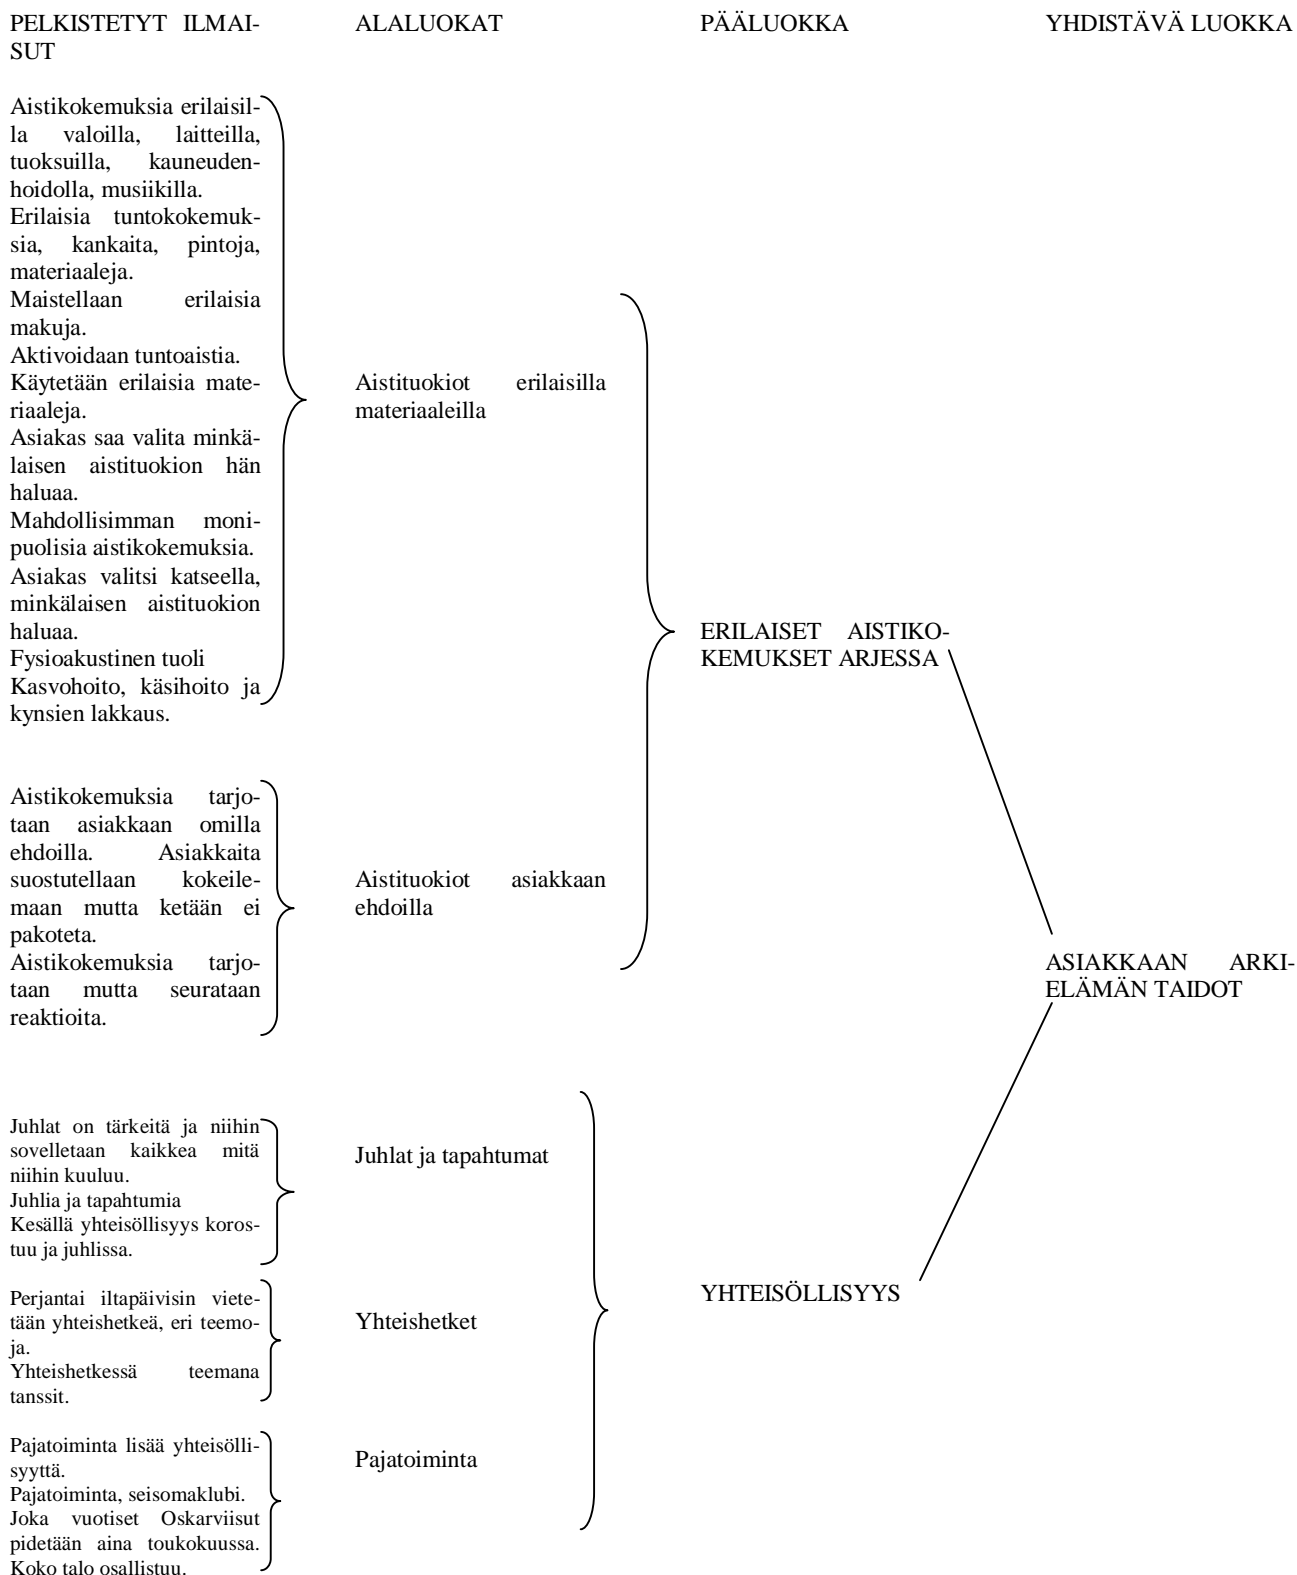 PELKISTETYT ILMAI-
SUT
ALALUOKAT
PÄÄLUOKKA
YHDISTÄVÄ LUOKKA
Aistikokemuksia erilaisil-
la valoilla, laitteilla,
tuoksuilla, kauneuden-
hoidolla, musiikilla.
Erilaisia tuntokokemuk-
sia, kankaita, pintoja,
materiaaleja.
Maistellaan erilaisia
makuja.
Aktivoidaan tuntoaistia.
Käytetään erilaisia mate-
riaaleja.
Asiakas saa valita minkä-
laisen aistituokion hän
haluaa.
Mahdollisimman moni-
puolisia aistikokemuksia.
Asiakas valitsi katseella,
minkälaisen aistituokion
haluaa.
Fysioakustinen tuoli
Kasvohoito, käsihoito ja
kynsien lakkaus.
Aistituokiot erilaisilla
materiaaleilla
Aistikokemuksia tarjo-
taan asiakkaan omilla
ehdoilla. Asiakkaita
suostutellaan kokeile-
maan mutta ketään ei
pakoteta.
Aistikokemuksia tarjo-
taan mutta seurataan
reaktioita.
Aistituokiot asiakkaan
ehdoilla
ERILAISET AISTIKO-
KEMUKSET ARJESSA
ASIAKKAAN ARKI-
ELÄMÄN TAIDOT
Juhlat on tärkeitä ja niihin
sovelletaan kaikkea mitä
niihin kuuluu.
Juhlia ja tapahtumia
Kesällä yhteisöllisyys koros-
tuu ja juhlissa.
Juhlat ja tapahtumat
Perjantai iltapäivisin viete-
tään yhteishetkeä, eri teemo-
ja.
Yhteishetkessä teemana
tanssit.
Yhteishetket
YHTEISÖLLISYYS
Pajatoiminta lisää yhteisölli-
syyttä.
Pajatoiminta, seisomaklubi.
Joka vuotiset Oskarviisut
pidetään aina toukokuussa.
Koko talo osallistuu.
Pajatoiminta